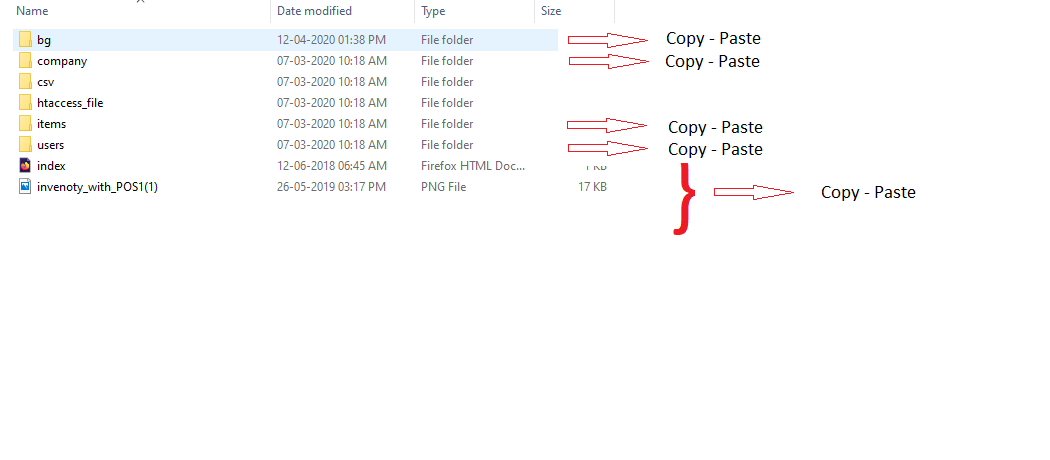 Name Date modified Type Size
bg 12-04-2020 01:38 PM File folder Copy - Paste
company 07-03-2020 10:18 AM File folder Copy - Paste
csv 07-03-2020 10:18 AM File folder
htaccess_file 07-03-2020 10:18 AM File folder
items 07-03-2020 10:18 AM File folder Copy - Paste
users 07-03-2020 10:18 AM File folder Copy - Paste
index 12-06-2018 06:45 AM Firefox HTML Doc... 1 KB
invenoty_with_POS1(1) 26-05-2019 03:17 PM PNG File 17 KB } Copy - Paste